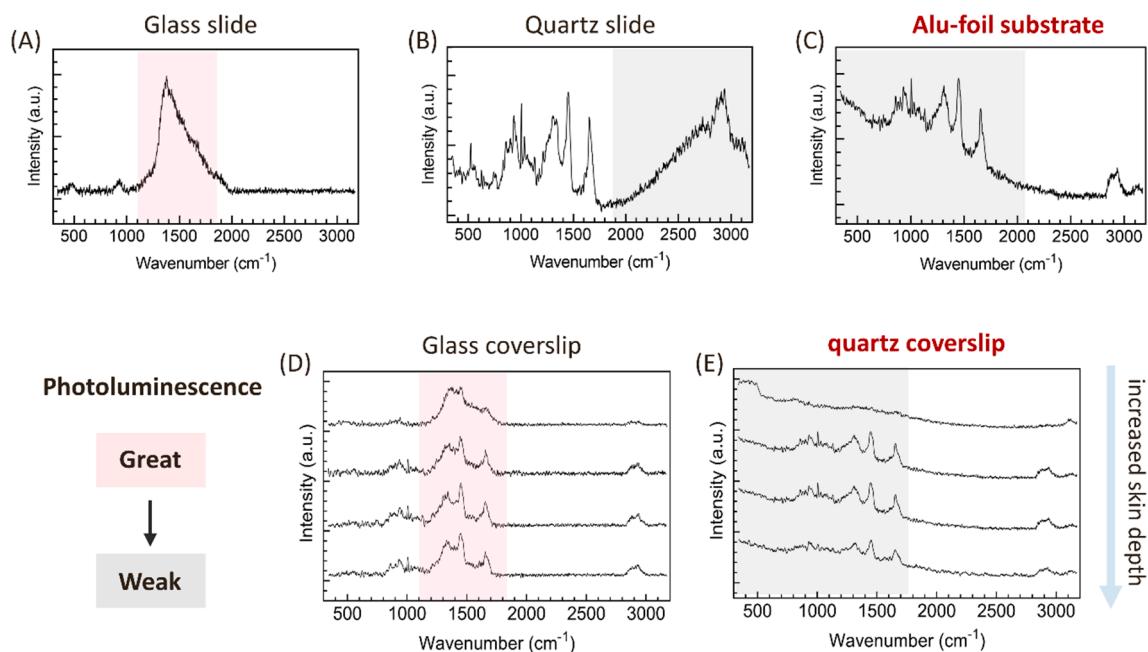 Glass slide
(A)
Intensity (a.u.)
500 1000 1500 2000 2500 3000
Wavenumber (cm⁻¹)
Quartz slide
(B)
Intensity (a.u.)
500 1000 1500 2000 2500 3000
Wavenumber (cm⁻¹)
Alu-foil substrate
(C)
Intensity (a.u.)
500 1000 1500 2000 2500 3000
Wavenumber (cm⁻¹)
Photoluminescence
Great
Weak
Glass coverslip
(D)
Intensity (a.u.)
500 1000 1500 2000 2500 3000
Wavenumber (cm⁻¹)
quartz coverslip
(E)
Intensity (a.u.)
500 1000 1500 2000 2500 3000
Wavenumber (cm⁻¹)
increased skin depth